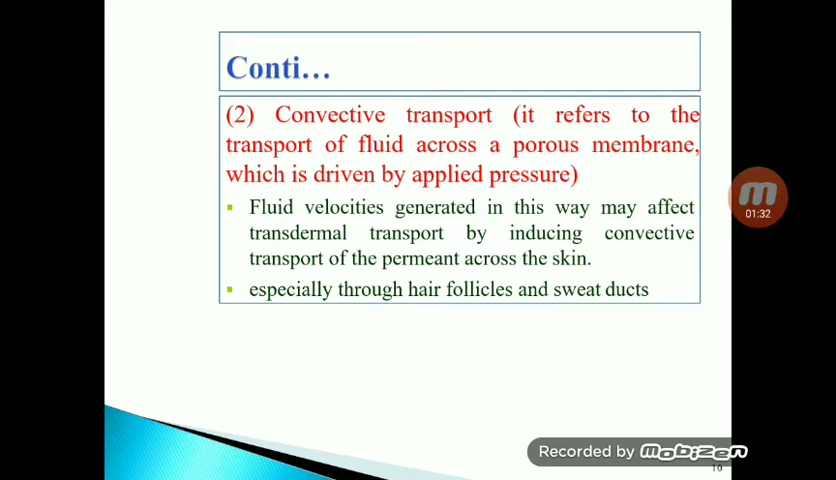 Conti…
(2) Convective transport (it refers to the
transport of fluid across a porous membrane,
which is driven by applied pressure)
▪ Fluid velocities generated in this way may affect
transdermal transport by inducing convective
transport of the permeant across the skin.
▪ especially through hair follicles and sweat ducts
01:32
Recorded by mobizen
10